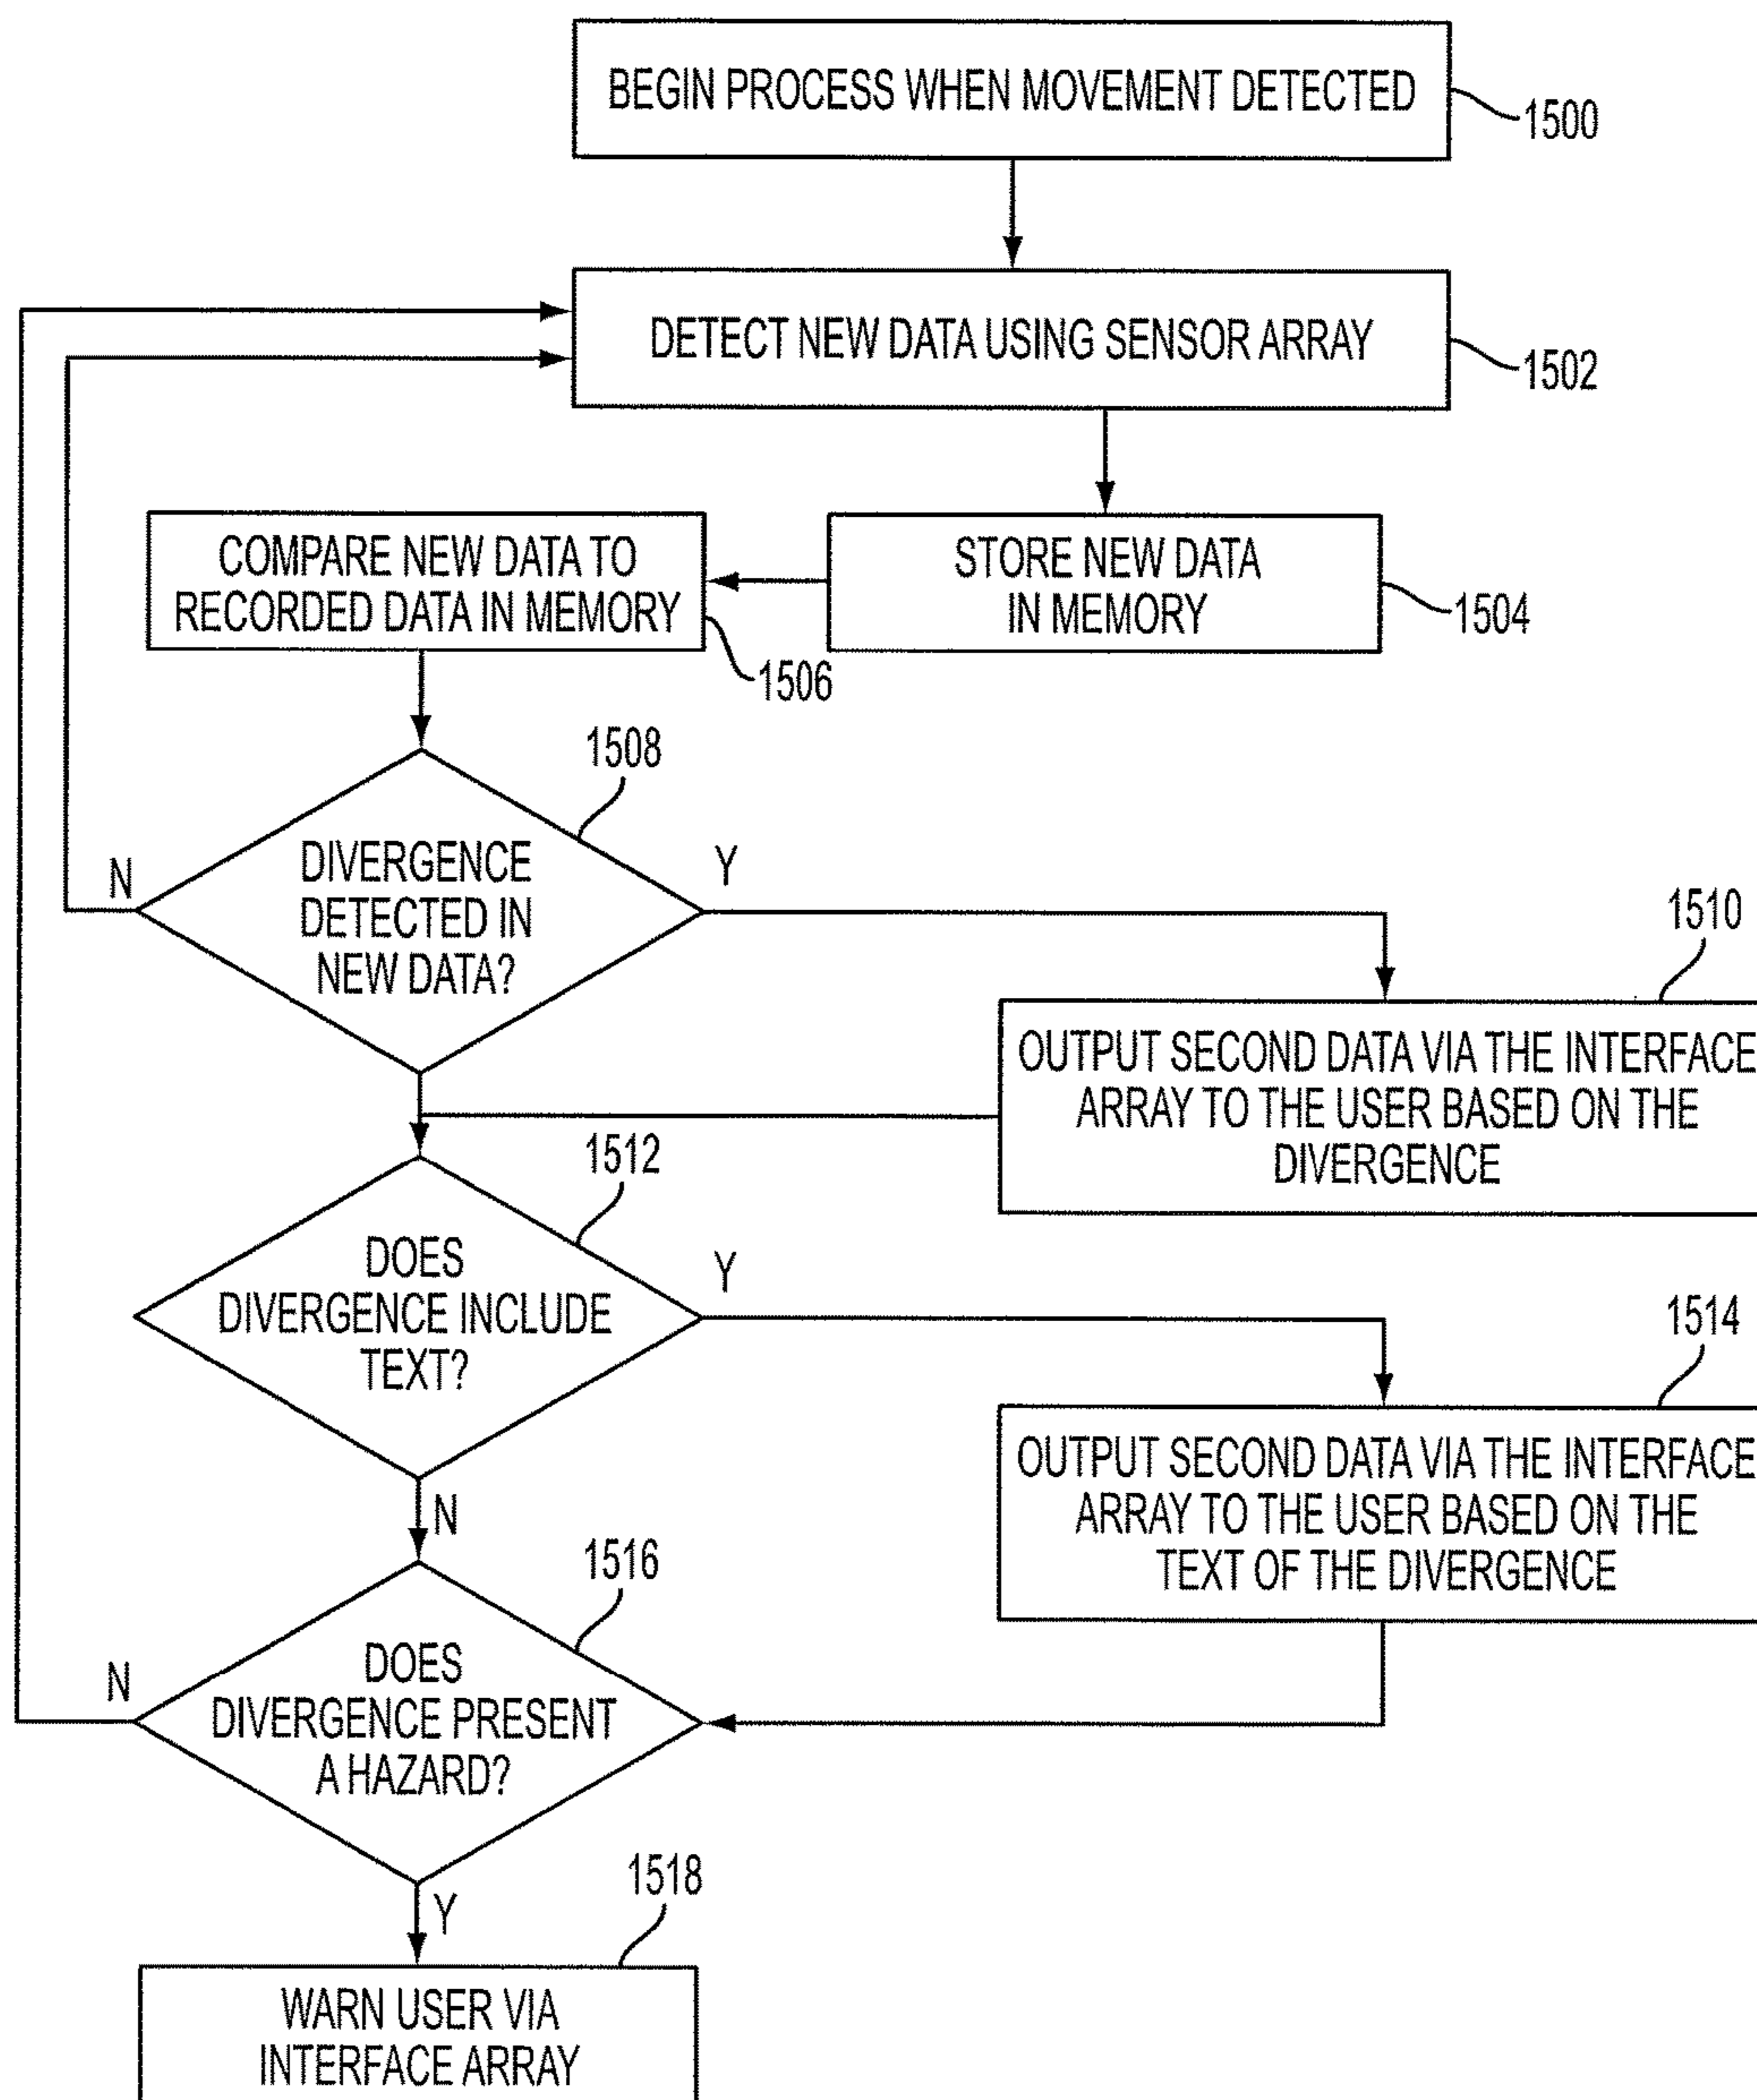 BEGIN PROCESS WHEN MOVEMENT DETECTED
1500
DETECT NEW DATA USING SENSOR ARRAY
1502
STORE NEW DATA
IN MEMORY
1504
COMPARE NEW DATA TO
RECORDED DATA IN MEMORY
1506
1508
DIVERGENCE
DETECTED IN
NEW DATA?
N
Y
1510
OUTPUT SECOND DATA VIA THE INTERFACE
ARRAY TO THE USER BASED ON THE
DIVERGENCE
1512
DOES
DIVERGENCE INCLUDE
TEXT?
Y
N
1514
OUTPUT SECOND DATA VIA THE INTERFACE
ARRAY TO THE USER BASED ON THE
TEXT OF THE DIVERGENCE
1516
DOES
DIVERGENCE PRESENT
A HAZARD?
N
Y
1518
WARN USER VIA
INTERFACE ARRAY